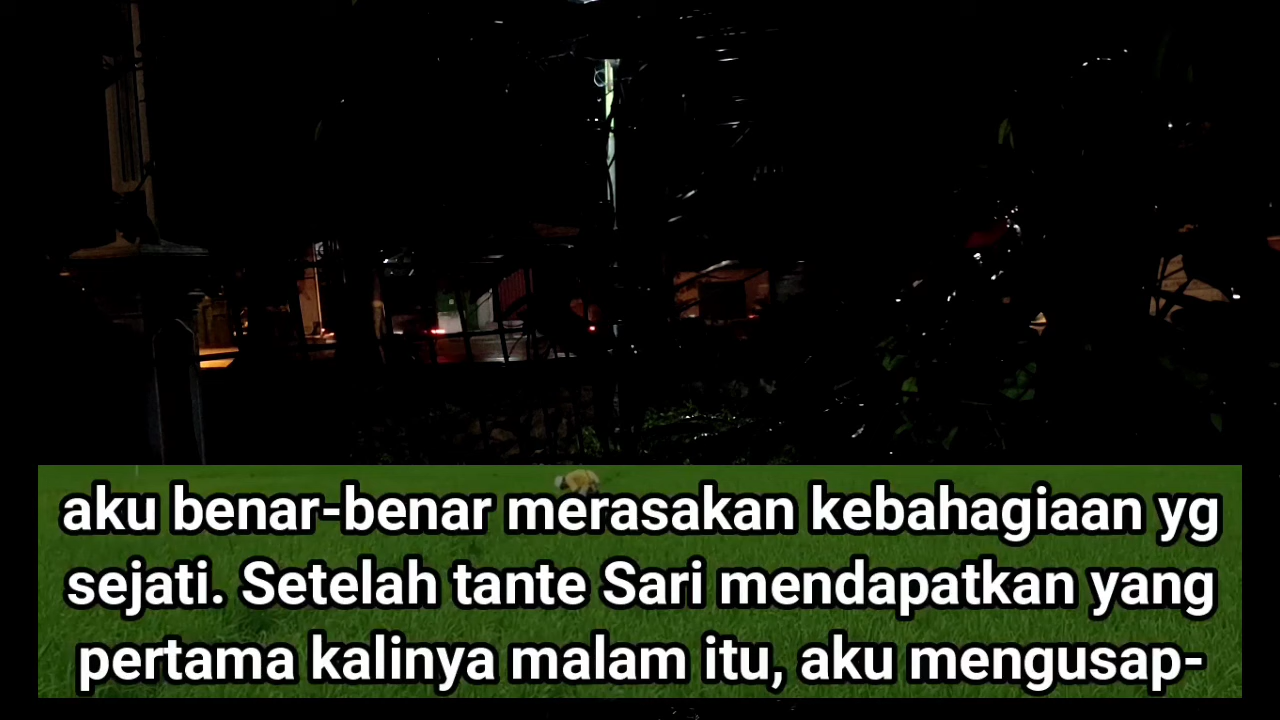 aku benar-benar merasakan kebahagiaan yg
sejati. Setelah tante Sari mendapatkan yang
pertama kalinya malam itu, aku mengusap-